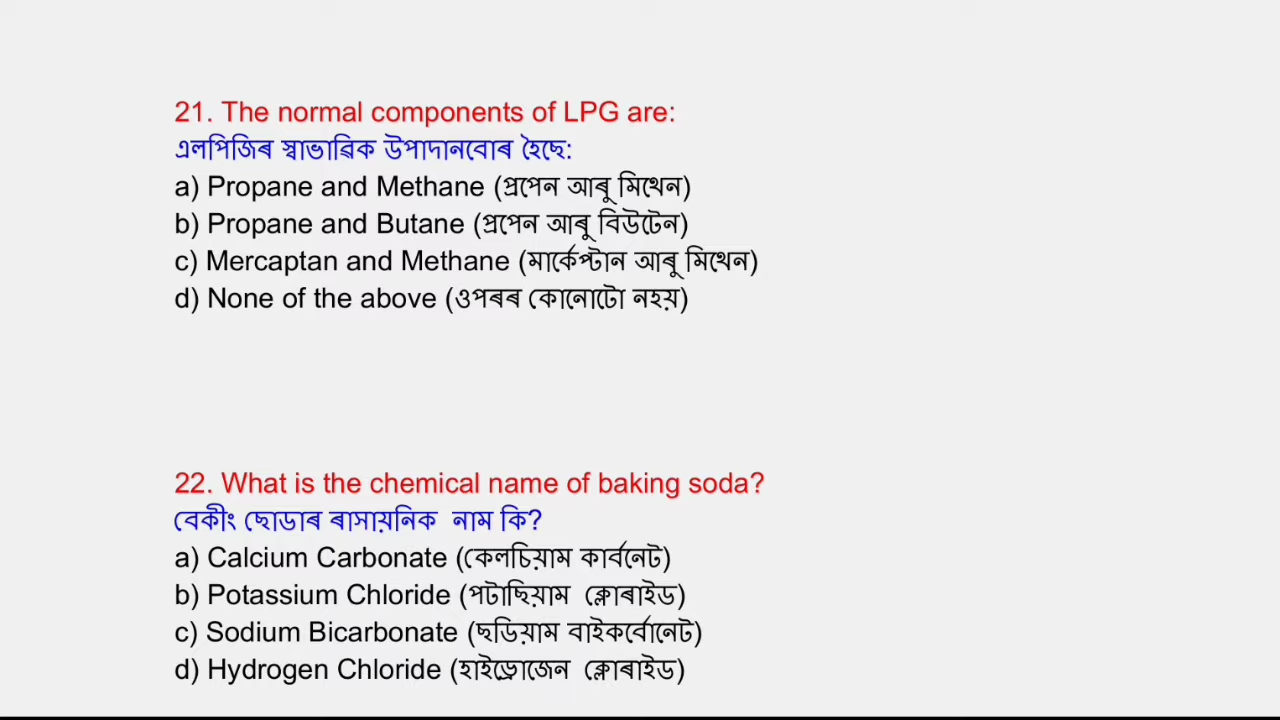 21. The normal components of LPG are:
এলপিজিৰ স্বাভাৱিক উপাদানবোৰ হৈছে:
a) Propane and Methane (প্ৰপেন আৰু মিথেন)
b) Propane and Butane (প্ৰপেন আৰু বিউটেন)
c) Mercaptan and Methane (মাৰ্কেপ্টান আৰু মিথেন)
d) None of the above (ওপৰৰ কোনোটো নহয়)
22. What is the chemical name of baking soda?
বেকীং ছোডাৰ ৰাসায়নিক নাম কি?
a) Calcium Carbonate (কেলচিয়াম কাৰ্বনেট)
b) Potassium Chloride (পটাছিয়াম ক্লোৰাইড)
c) Sodium Bicarbonate (ছডিয়াম বাইকৰ্বোনেট)
d) Hydrogen Chloride (হাইড্ৰোজেন ক্লোৰাইড)